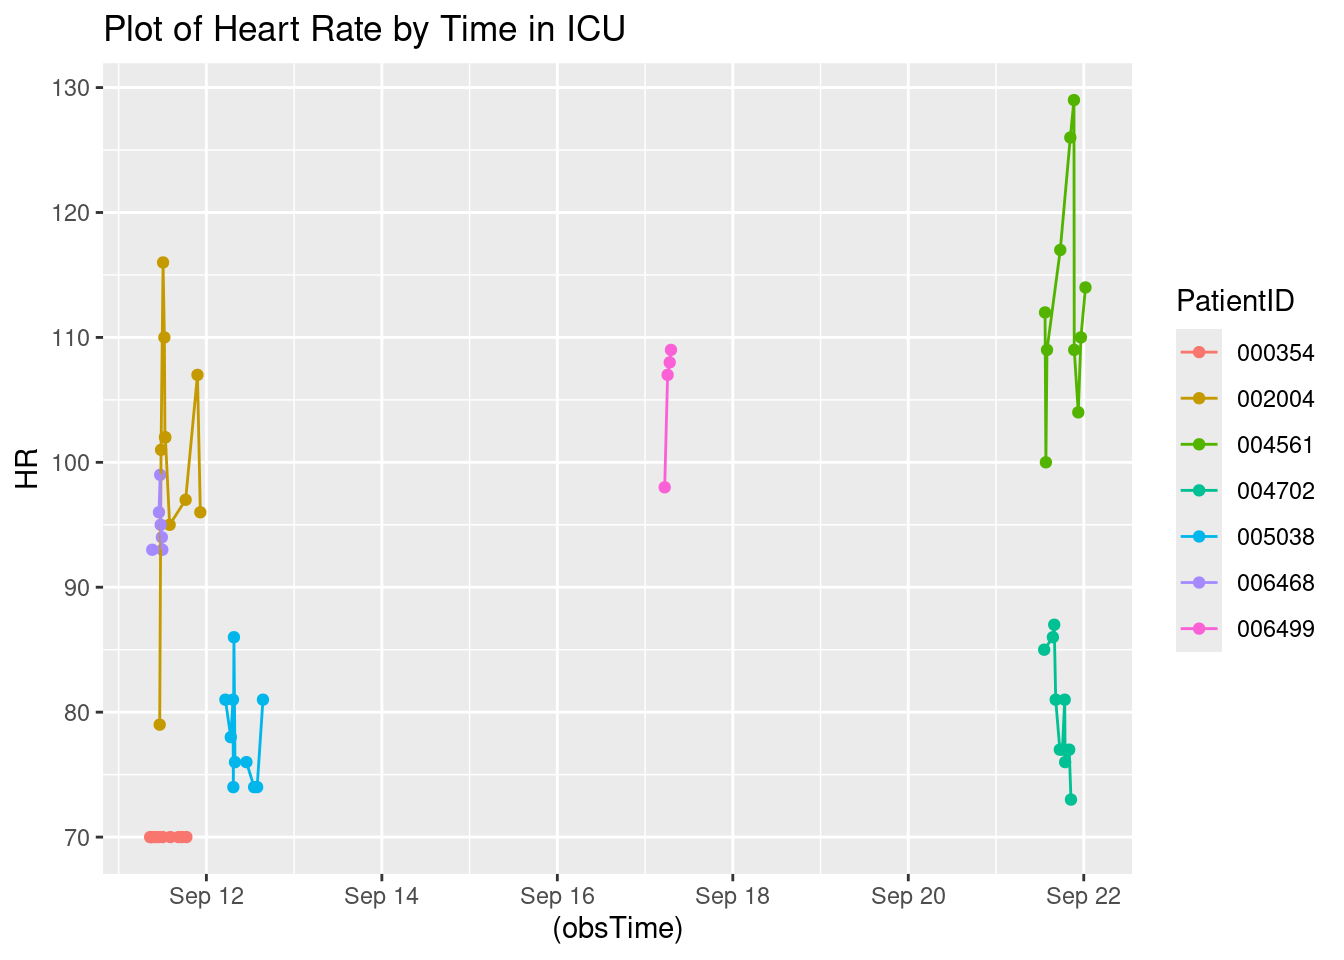 Plot of Heart Rate by Time in ICU
130
120
110
100
90
80
70
HR
Sep 12
Sep 14
Sep 16
Sep 18
Sep 20
Sep 22
(obsTime)
PatientID
000354
002004
004561
004702
005038
006468
006499